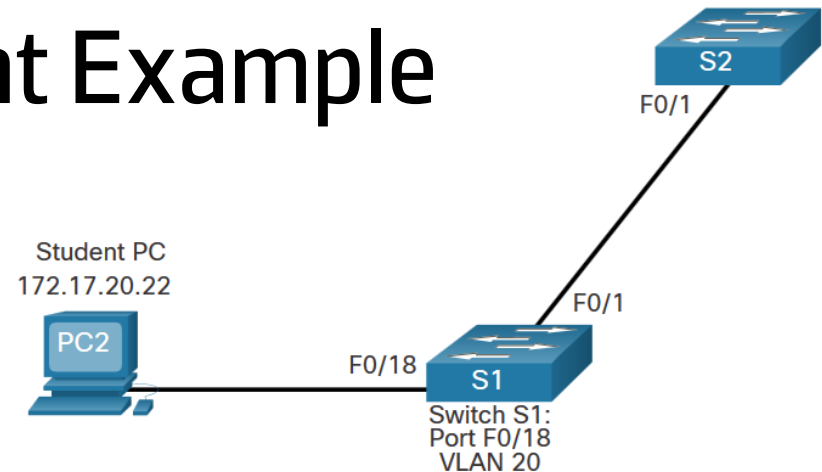 nt Example
S2
F0/1
Student PC
172.17.20.22
PC2
F0/1
F0/18
S1
Switch S1:
Port F0/18
VLAN 20